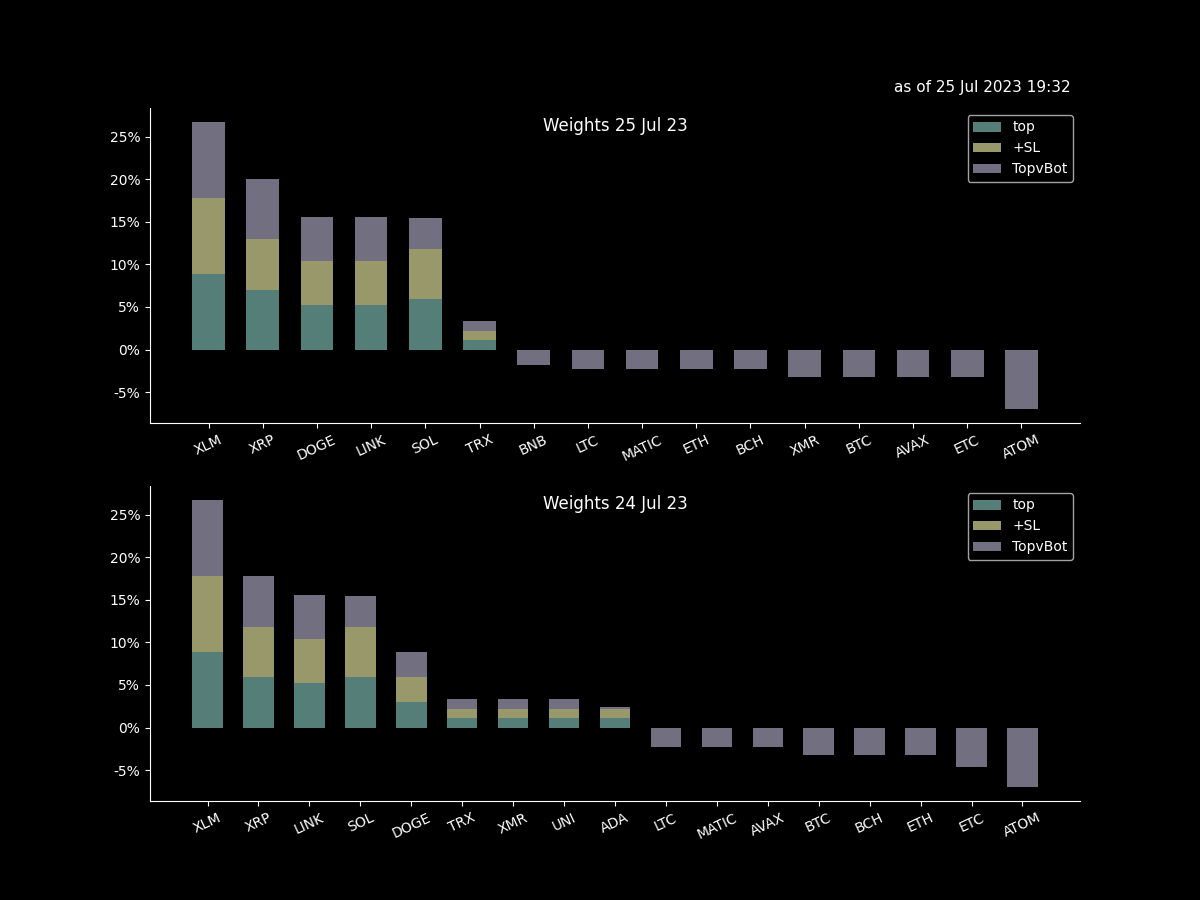 as of 25 Jul 2023 19:32
Weights 25 Jul 23
top
+SL
TopvBot
25%
20%
15%
10%
5%
0%
-5%
XLM XRP DOGE LINK SOL TRX BNB LTC MATIC ETH BCH XMR BTC AVAX ETC ATOM
Weights 24 Jul 23
top
+SL
TopvBot
25%
20%
15%
10%
5%
0%
-5%
XLM XRP LINK SOL DOGE TRX XMR UNI ADA LTC MATIC AVAX BTC BCH ETH ETC ATOM